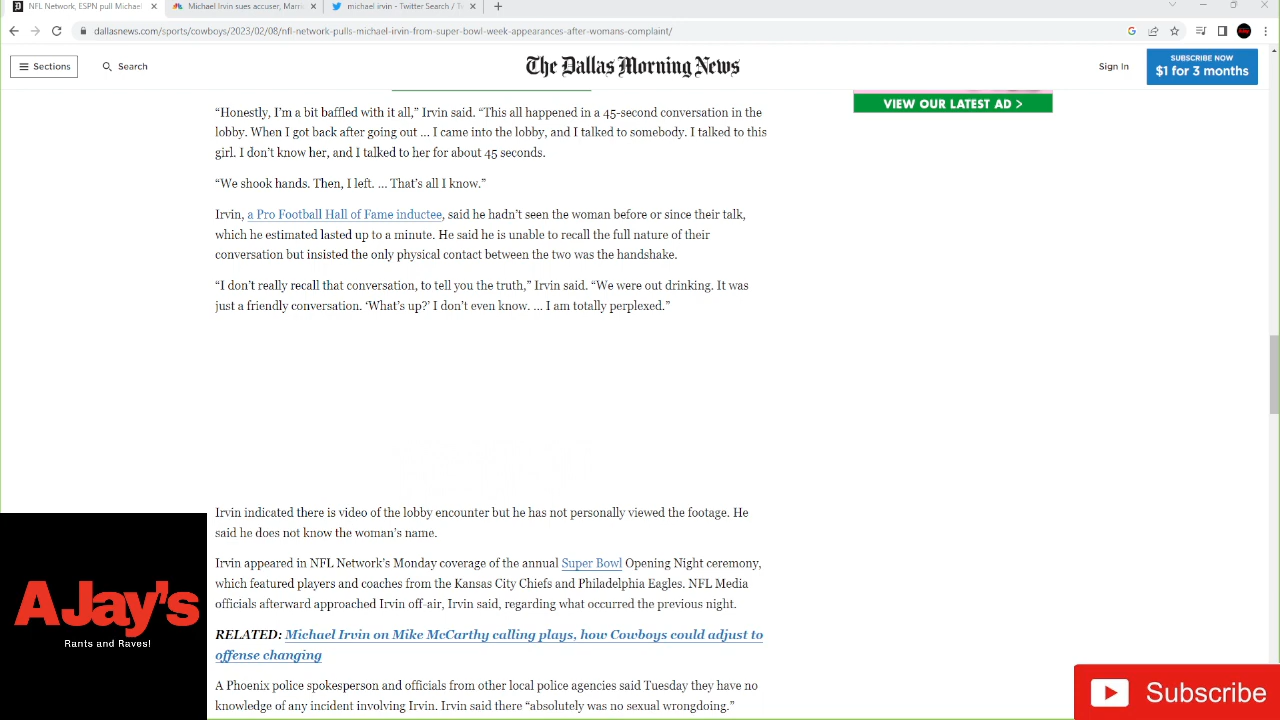 NFL Network, ESPN pull Michael
Michael Irvin sues accuser, Marri
michael irvin - Twitter Search / Tw
dallasnews.com/sports/cowboys/2023/02/08/nfl-network-pulls-michael-irvin-from-super-bowl-week-appearances-after-womans-complaint/
Sections
Search
The Dallas Morning News
Sign In
SUBSCRIBE NOW
$1 for 3 months
VIEW OUR LATEST AD >
“Honestly, I’m a bit baffled with it all,” Irvin said. “This all happened in a 45-second conversation in the
lobby. When I got back after going out … I came into the lobby, and I talked to somebody. I talked to this
girl. I don’t know her, and I talked to her for about 45 seconds.
“We shook hands. Then, I left. … That’s all I know.”
Irvin, a Pro Football Hall of Fame inductee, said he hadn’t seen the woman before or since their talk,
which he estimated lasted up to a minute. He said he is unable to recall the full nature of their
conversation but insisted the only physical contact between the two was the handshake.
“I don’t really recall that conversation, to tell you the truth,” Irvin said. “We were out drinking. It was
just a friendly conversation. ‘What’s up?’ I don’t even know. … I am totally perplexed.”
Irvin indicated there is video of the lobby encounter but he has not personally viewed the footage. He
said he does not know the woman’s name.
Irvin appeared in NFL Network’s Monday coverage of the annual Super Bowl Opening Night ceremony,
which featured players and coaches from the Kansas City Chiefs and Philadelphia Eagles. NFL Media
officials afterward approached Irvin off-air, Irvin said, regarding what occurred the previous night.
RELATED: Michael Irvin on Mike McCarthy calling plays, how Cowboys could adjust to
offense changing
A Phoenix police spokesperson and officials from other local police agencies said Tuesday they have no
knowledge of any incident involving Irvin. Irvin said there “absolutely was no sexual wrongdoing.”
AJay's
Rants and Raves!
Subscribe